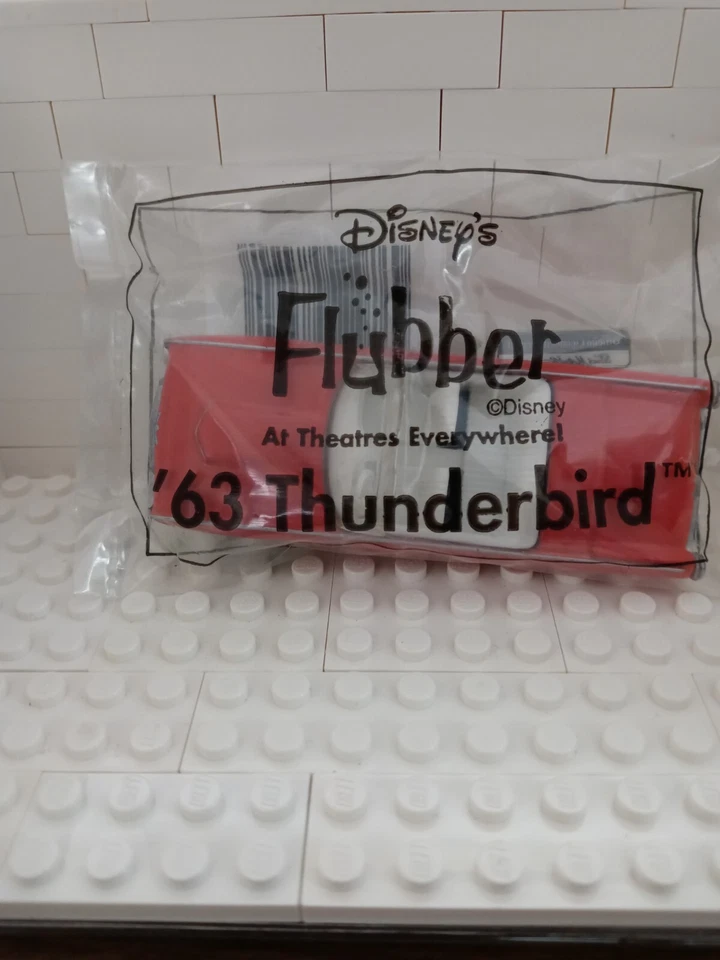 Disney's
Flubber
©Disney
At Theatres Everywhere!
'63 Thunderbird™